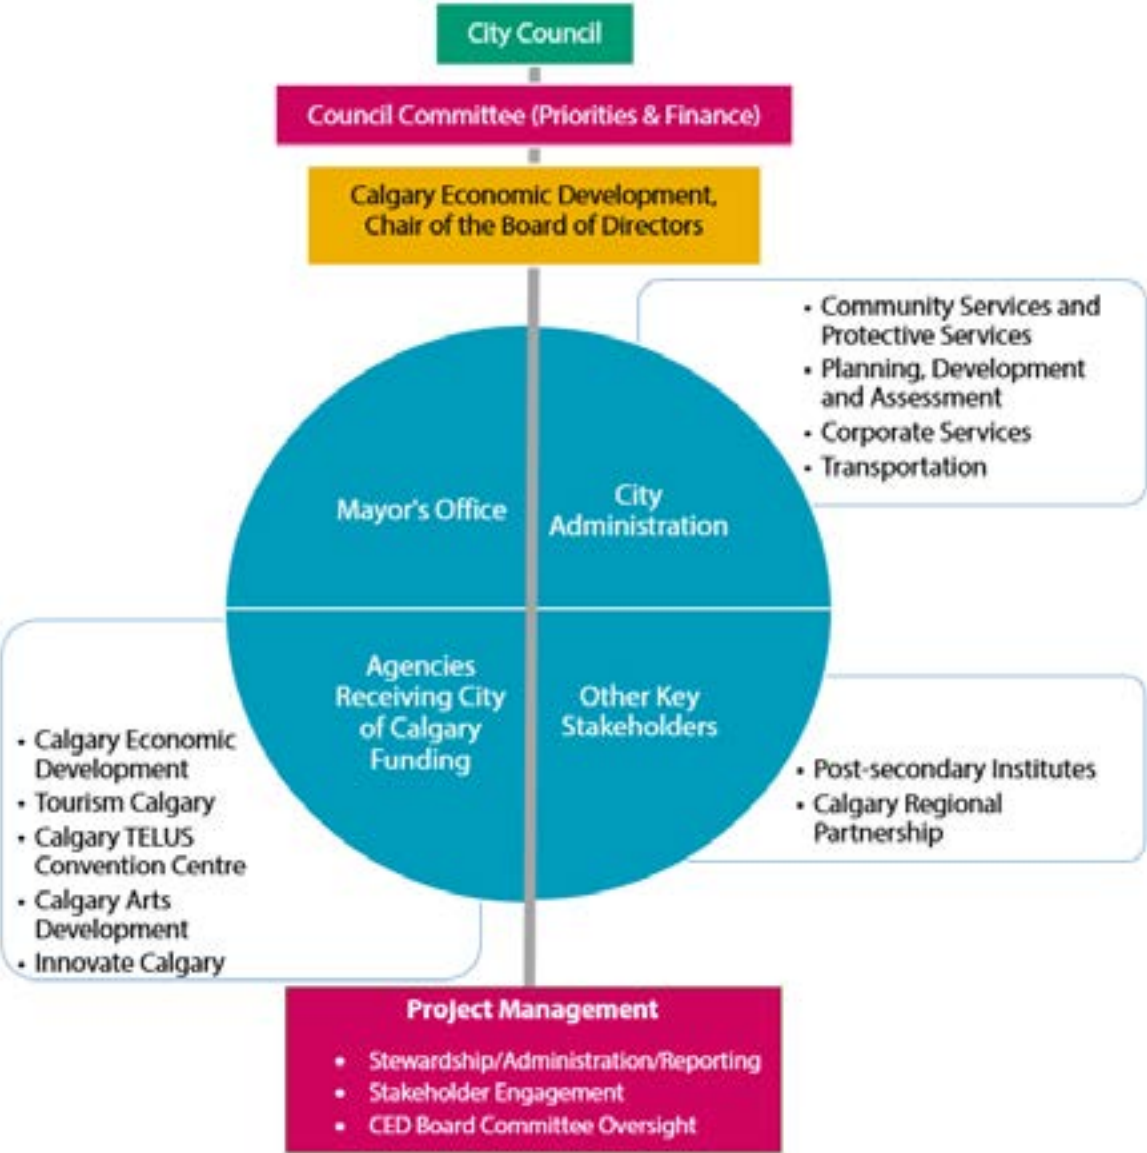 City Council
Council Committee (Priorities & Finance)
Calgary Economic Development,
Chair of the Board of Directors
• Community Services and
Protective Services
• Planning, Development
and Assessment
• Corporate Services
• Transportation
Mayor's Office
City
Administration
Agencies
Receiving City
of Calgary
Funding
Other Key
Stakeholders
• Calgary Economic
Development
• Tourism Calgary
• Calgary TELUS
Convention Centre
• Calgary Arts
Development
• Innovate Calgary
• Post-secondary Institutes
• Calgary Regional
Partnership
Project Management
• Stewardship/Administration/Reporting
• Stakeholder Engagement
• CED Board Committee Oversight